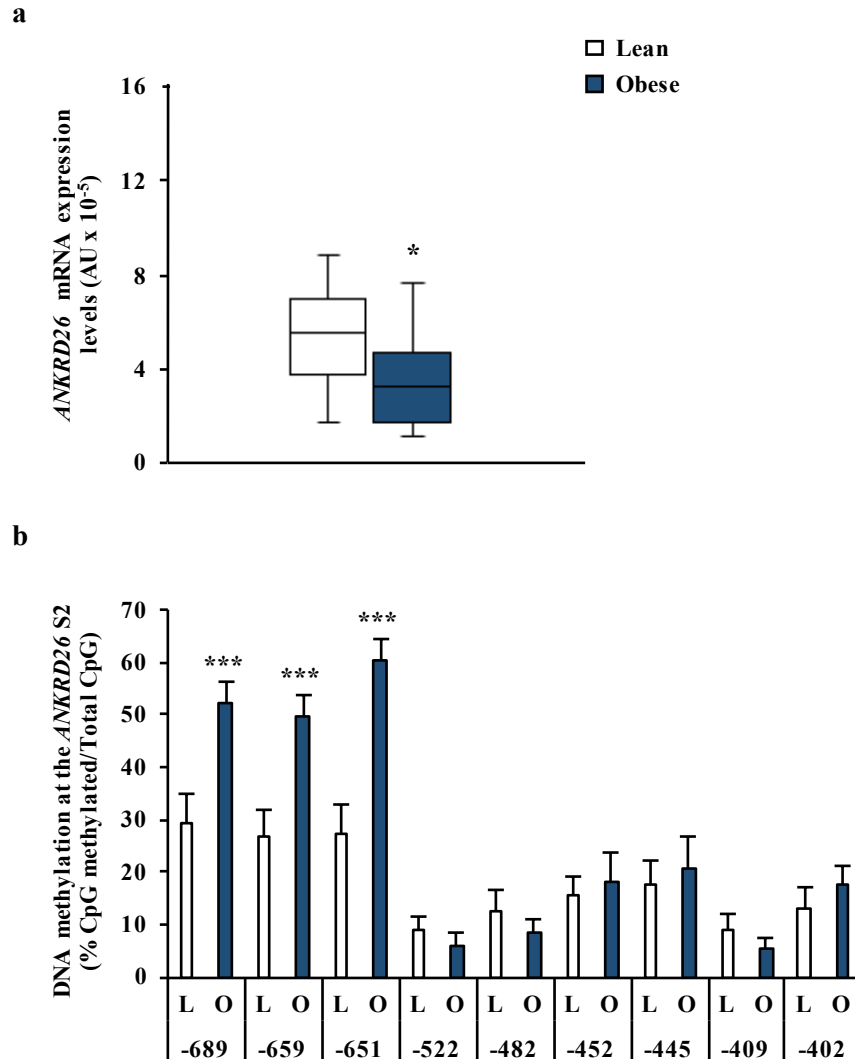 a
Lean
Obese
ANKRD26 mRNA expression
levels (AU x 10-5)
16
12
8
4
0
*
b
DNA methylation at the ANKRD26 S2
(% CpG methylated/Total CpG)
70
60
50
40
30
20
10
0
*** *** ***
L O L O L O L O L O L O L O L O L O
-689 -659 -651 -522 -482 -452 -445 -409 -402